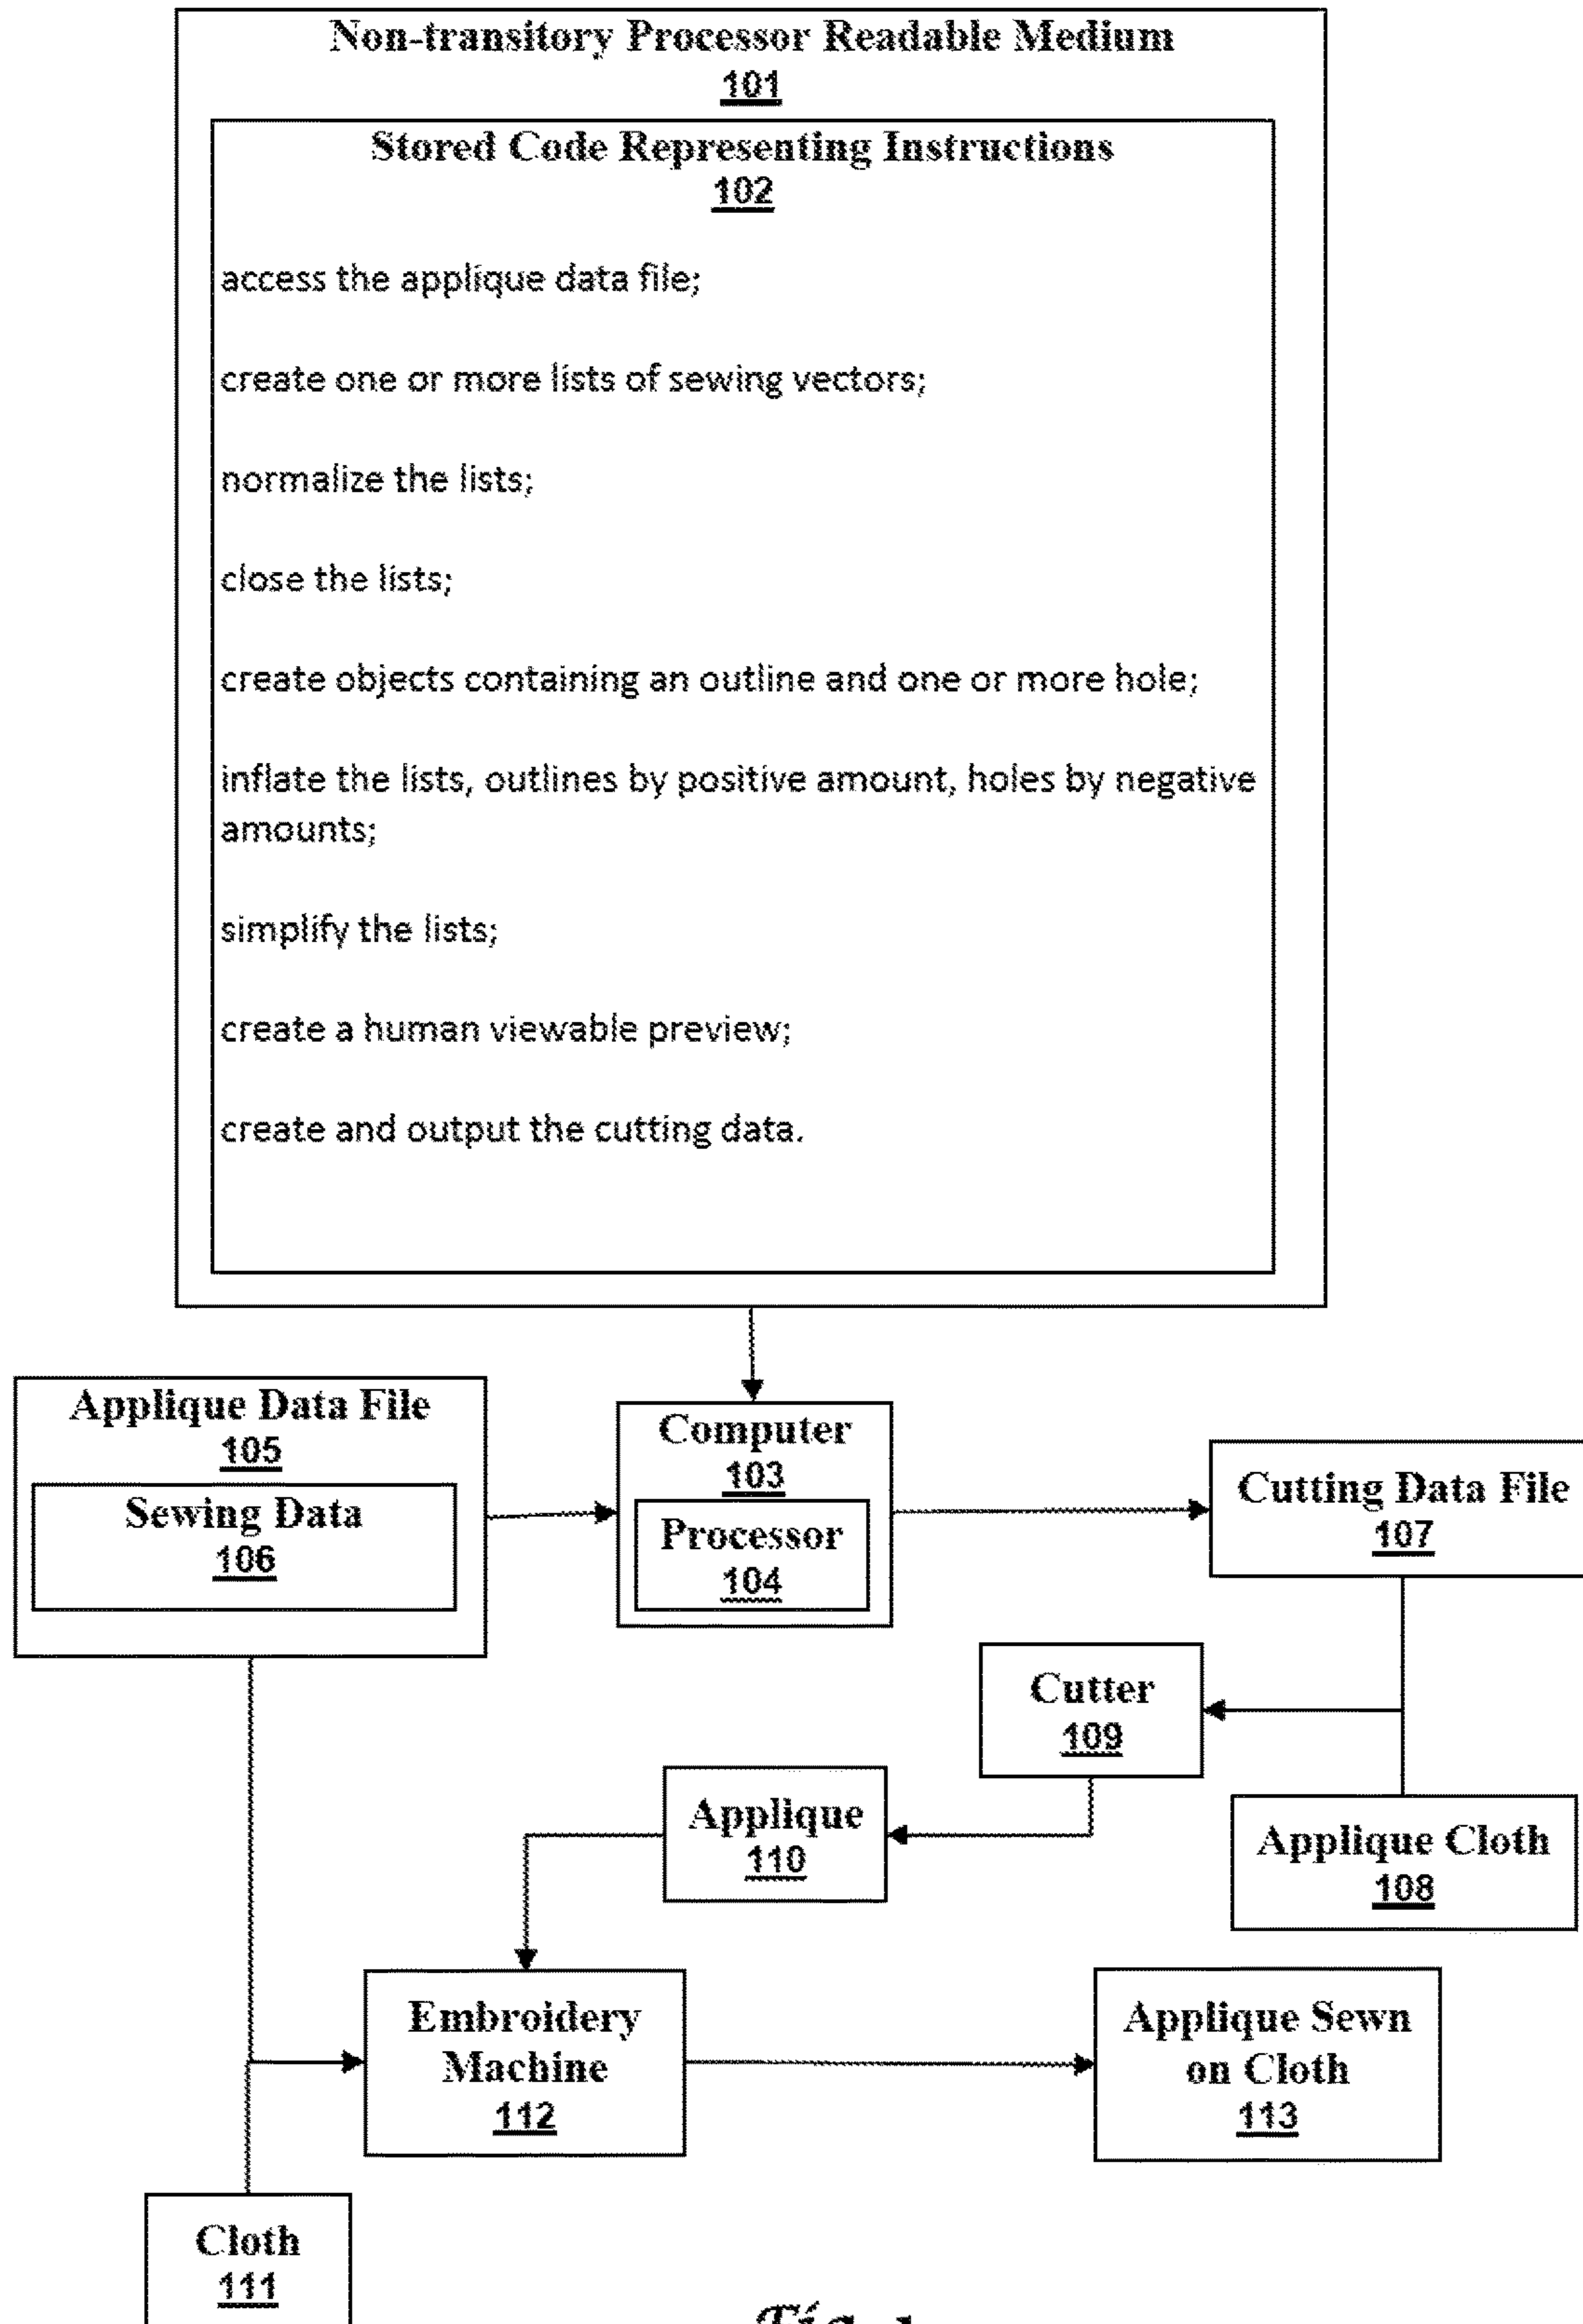 Non-transitory Processor Readable Medium
101
Stored Code Representing Instructions
102
access the applique data file;
create one or more lists of sewing vectors;
normalize the lists;
close the lists;
create objects containing an outline and one or more hole;
inflate the lists, outlines by positive amount, holes by negative
amounts;
simplify the lists;
create a human viewable preview;
create and output the cutting data.
Applique Data File
105
Sewing Data
106
Computer
103
Processor
104
Cutting Data File
107
Cutter
109
Applique
110
Applique Cloth
108
Embroidery
Machine
112
Applique Sewn
on Cloth
113
Cloth
111